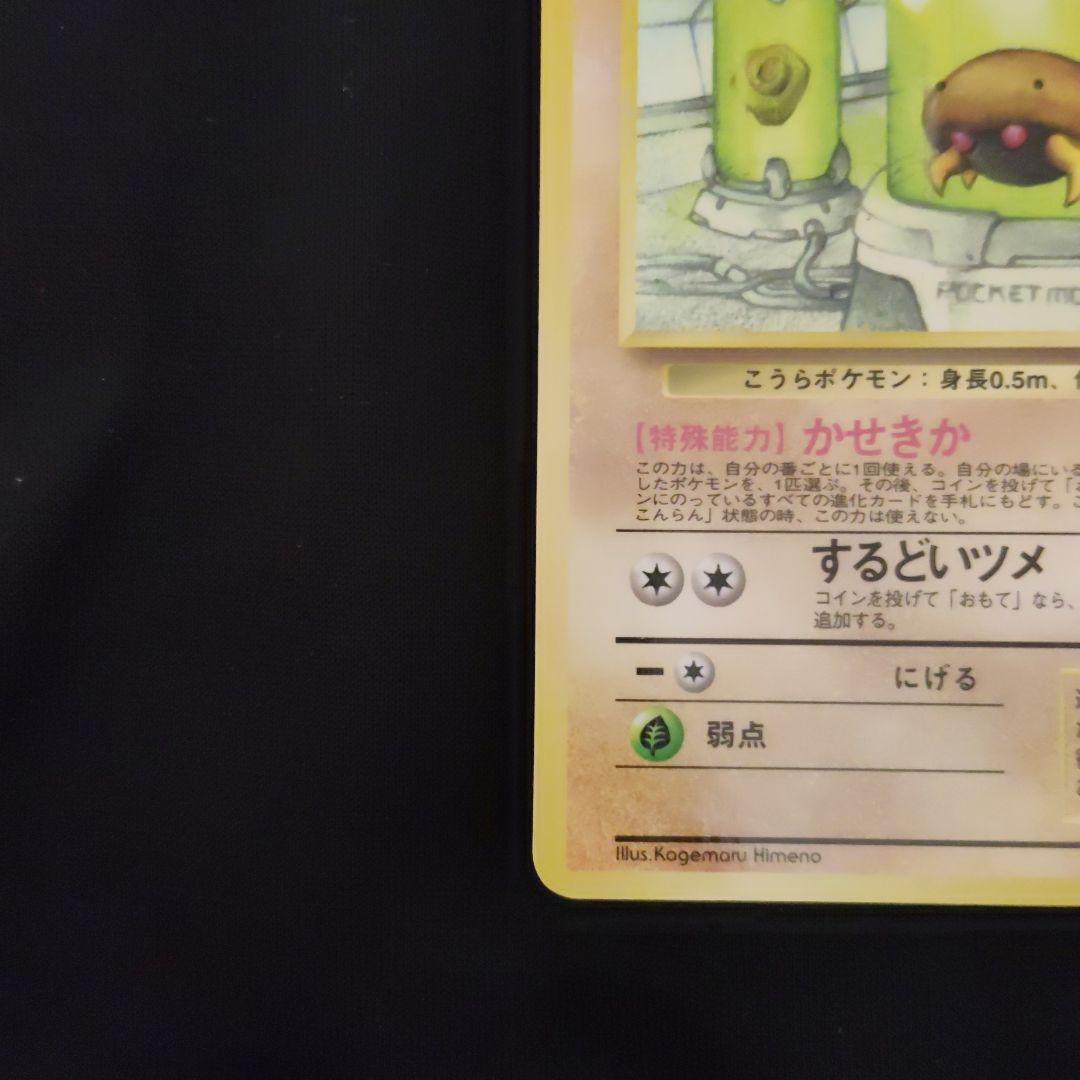 POCKET MO
こうらポケモン：身長0.5m、
【特殊能力】かせきか
この力は、自分の番ごとに1回使える。自分の場にいる
したポケモンを、1匹選ぶ。その後、コインを投げて「
ンにのっているすべての進化カードを手札にもどす。こ
こんらん」状態の時、この力は使えない。
するどいツメ
コインを投げて「おもて」なら、
追加する。
にげる
弱点
Illus.Kagemaru Himeno